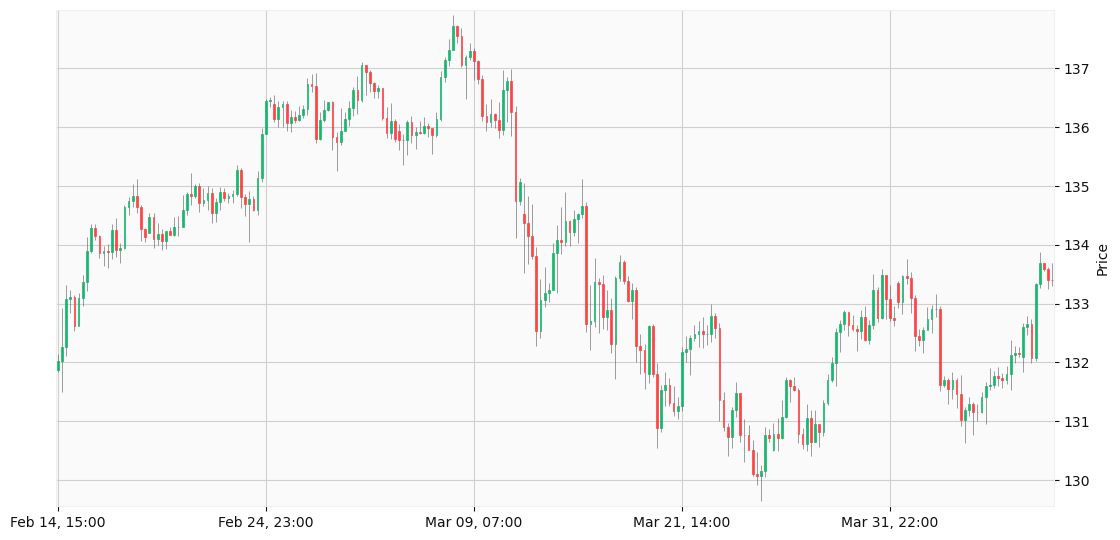 137
136
135
134
133
132
131
130
Price
Feb 14, 15:00
Feb 24, 23:00
Mar 09, 07:00
Mar 21, 14:00
Mar 31, 22:00